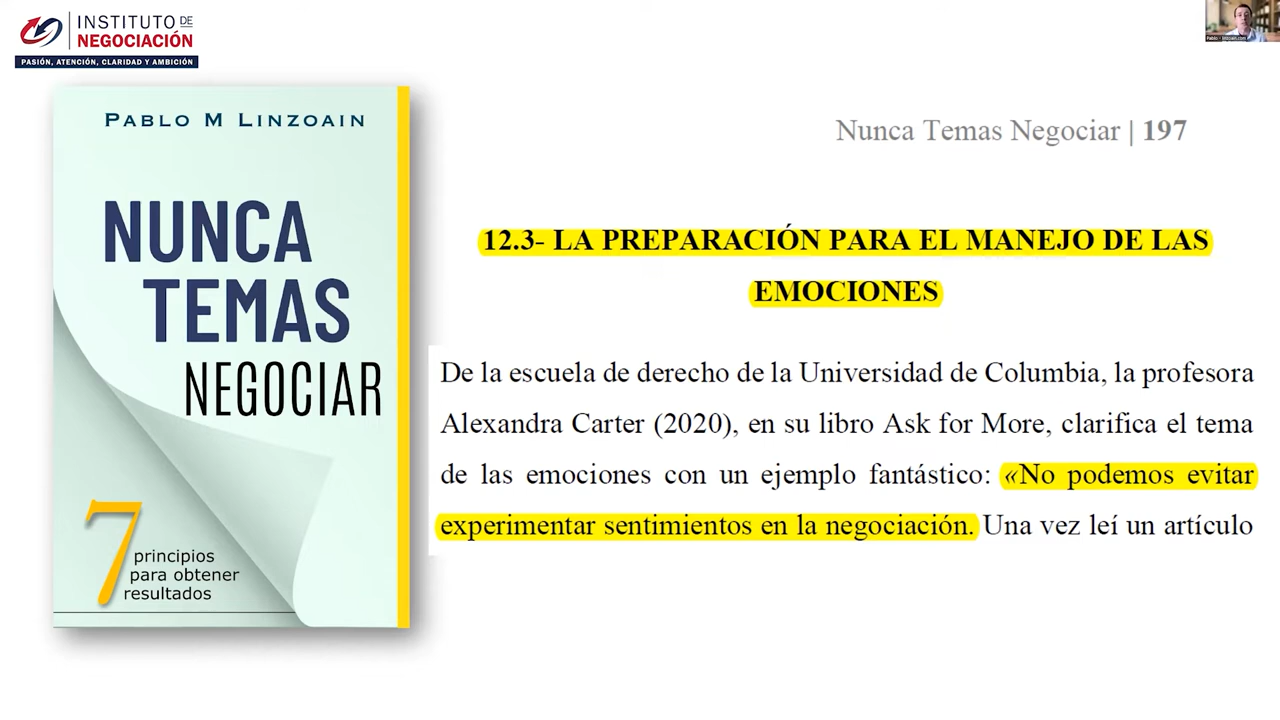 INSTITUTO DE
NEGOCIACIÓN
PASIÓN, ATENCIÓN, CLARIDAD Y AMBICIÓN
PABLO M LINZOAIN
NUNCA
TEMAS
NEGOCIAR
7
principios
para obtener
resultados
Nunca Temas Negociar | 197
12.3- LA PREPARACIÓN PARA EL MANEJO DE LAS
EMOCIONES
De la escuela de derecho de la Universidad de Columbia, la profesora
Alexandra Carter (2020), en su libro Ask for More, clarifica el tema
de las emociones con un ejemplo fantástico: «No podemos evitar
experimentar sentimientos en la negociación. Una vez leí un artículo